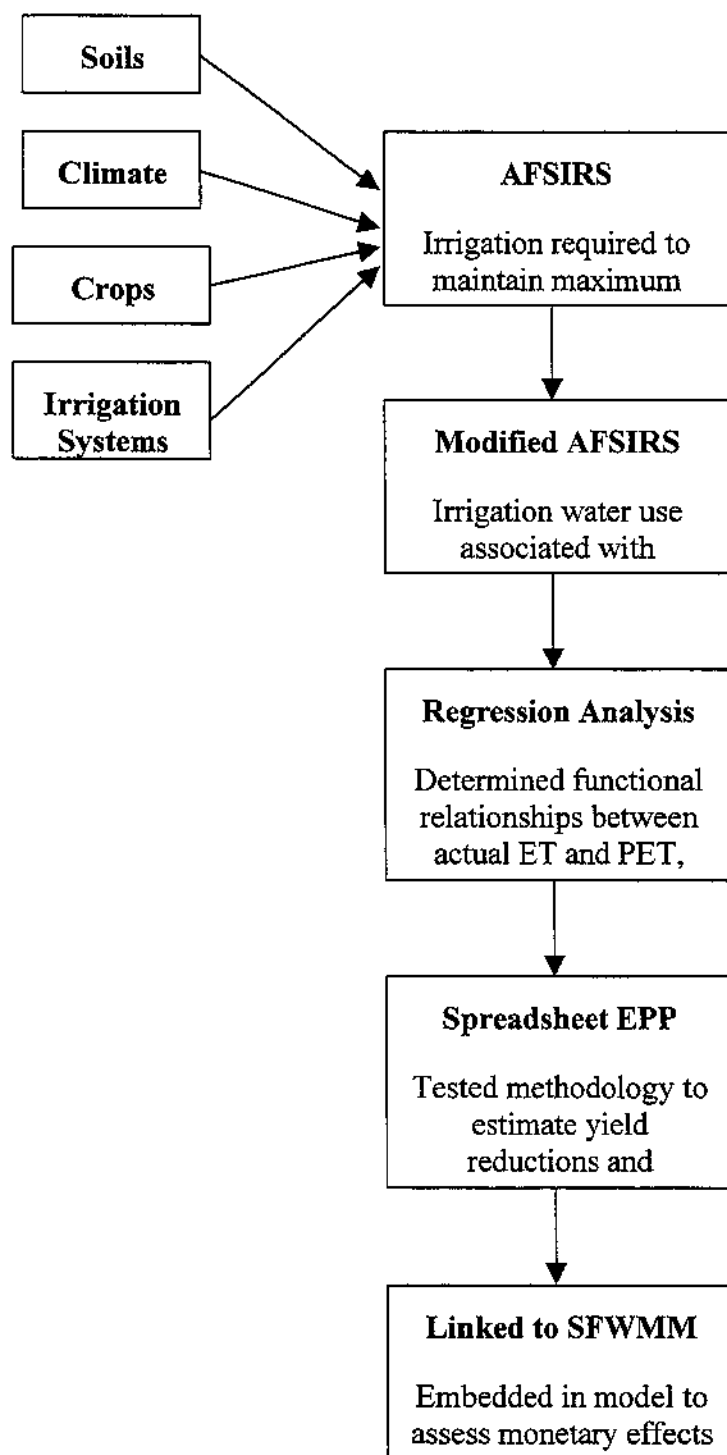 Soils
Climate
Crops
Irrigation
Systems
AFSIRS
Irrigation required to
maintain maximum
Modified AFSIRS
Irrigation water use
associated with
Regression Analysis
Determined functional
relationships between
actual ET and PET,
Spreadsheet EPP
Tested methodology to
estimate yield
reductions and
Linked to SFWMM
Embedded in model to
assess monetary effects